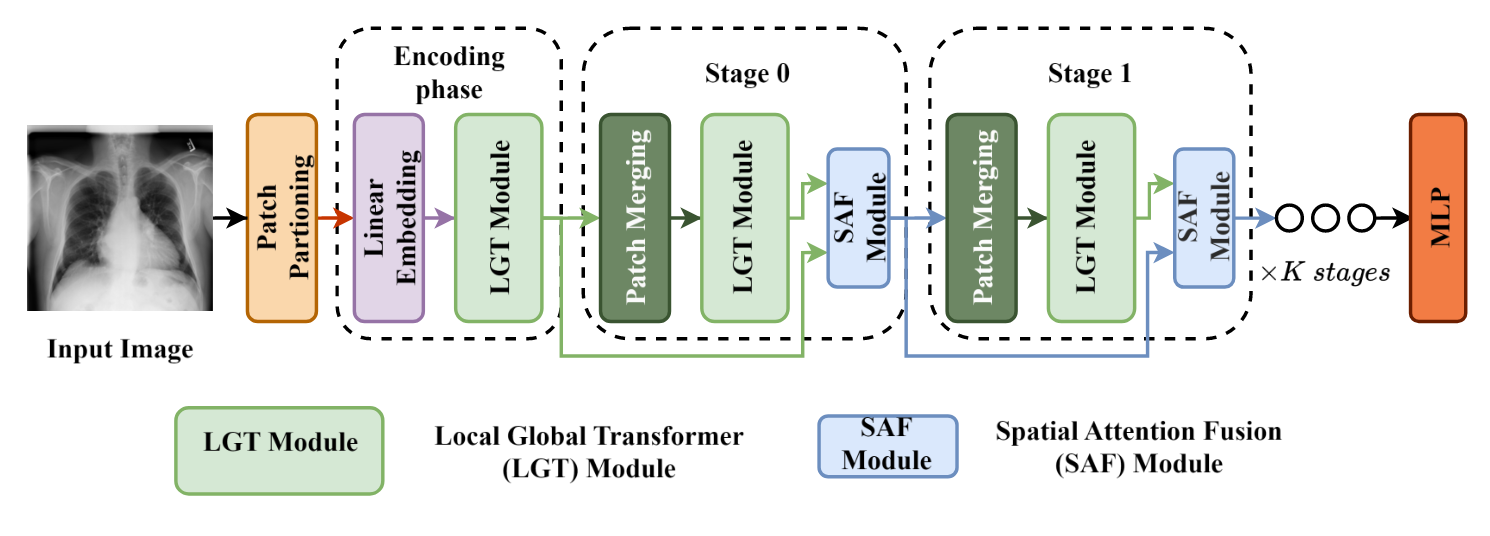 Encoding
phase
Stage 0
Stage 1
Patch
Partioning
Linear
Embedding
LGT Module
Patch Merging
LGT Module
SAF
Module
Patch Merging
LGT Module
SAF
Module
×K stages
MLP
Input Image
LGT Module
Local Global Transformer
(LGT) Module
SAF
Module
Spatial Attention Fusion
(SAF) Module